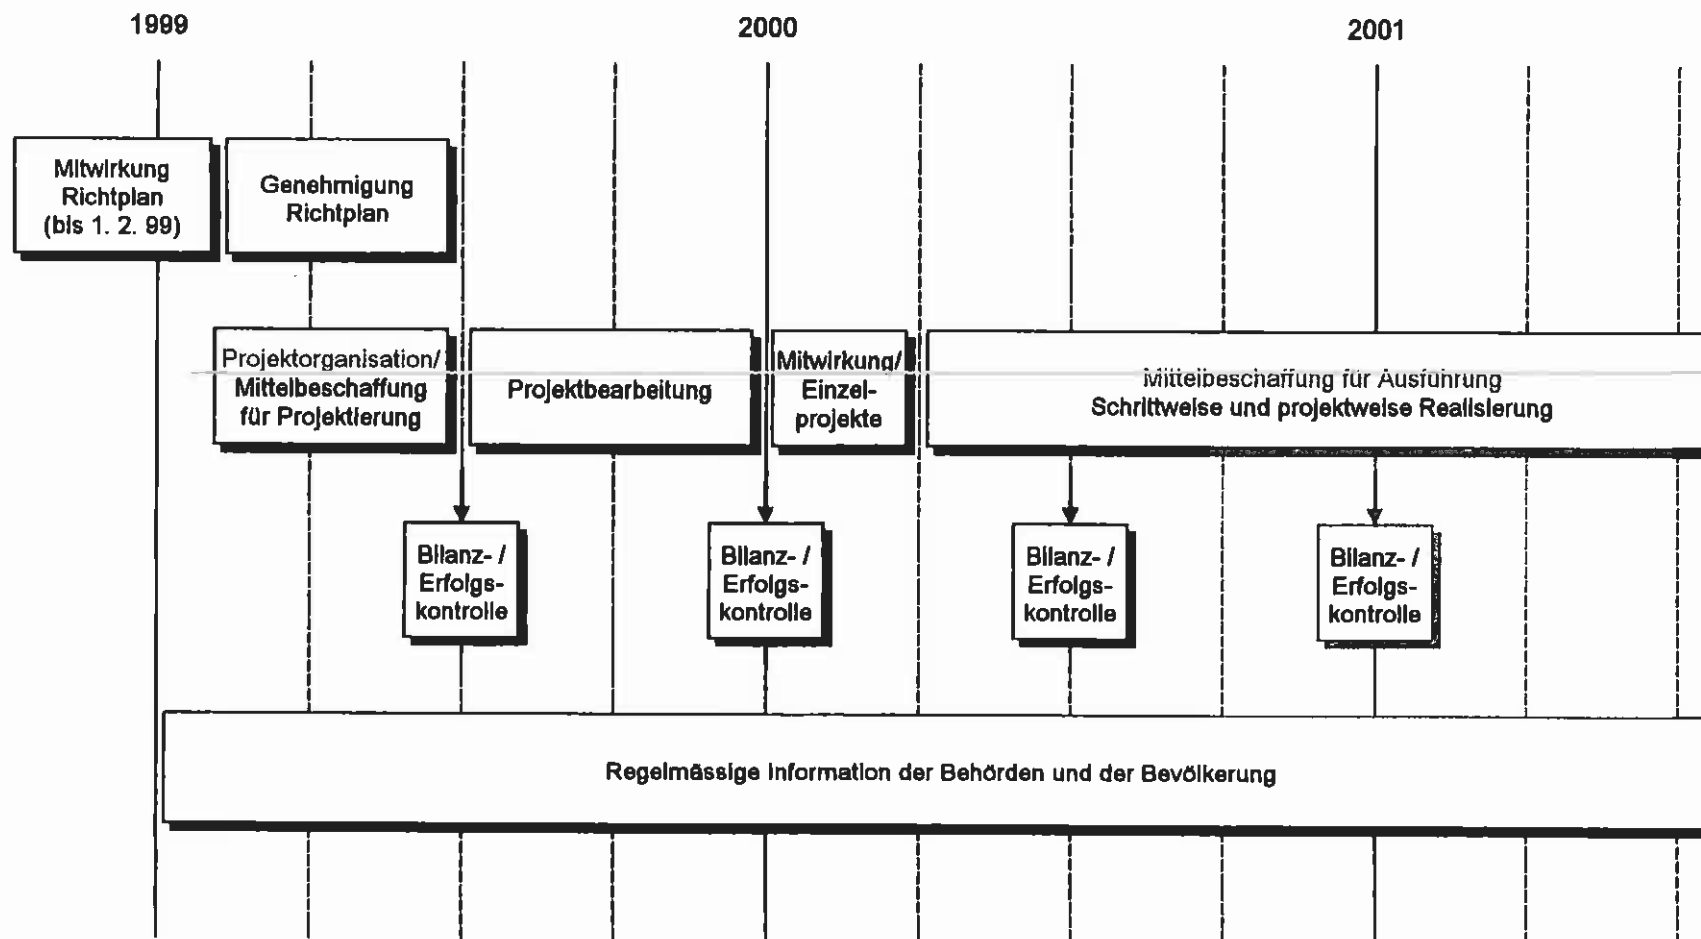 1999
2000
2001
Mitwirkung
Richtplan
(bis 1. 2. 99)
Genehmigung
Richtplan
Projektorganisation/
Mittelbeschaffung
für Projektierung
Projektbearbeitung
Mitwirkung/
Einzel-
projekte
Mittelbeschaffung für Ausführung
Schrittweise und projektweise Realisierung
Bilanz- /
Erfolgs-
kontrolle
Bilanz- /
Erfolgs-
kontrolle
Bilanz- /
Erfolgs-
kontrolle
Bilanz- /
Erfolgs-
kontrolle
Regelmässige Information der Behörden und der Bevölkerung